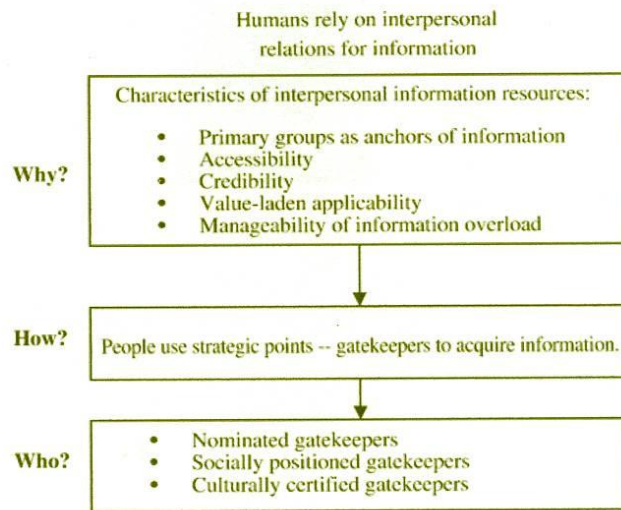 Humans rely on interpersonal
relations for information
Characteristics of interpersonal information resources:
• Primary groups as anchors of information
• Accessibility
Why?
• Credibility
• Value-laden applicability
• Manageability of information overload
How?
People use strategic points -- gatekeepers to acquire information.
• Nominated gatekeepers
Who?
• Socially positioned gatekeepers
• Culturally certified gatekeepers